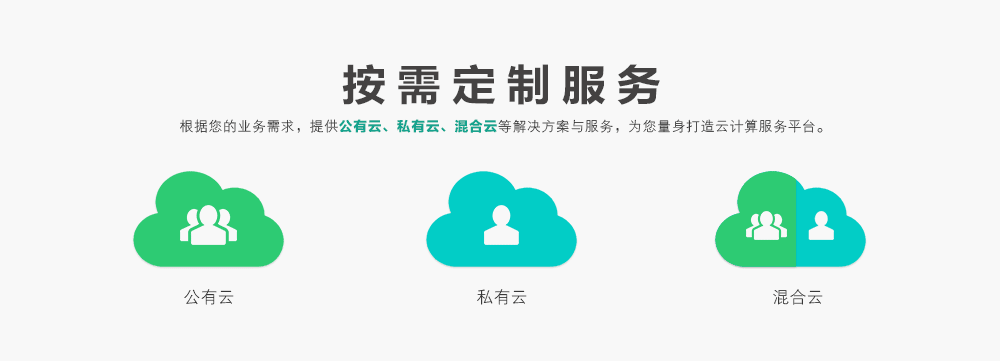 按需定制服务
根据您的业务需求，提供公有云、私有云、混合云等解决方案与服务，为您量身打造云计算服务平台。
公有云
私有云
混合云